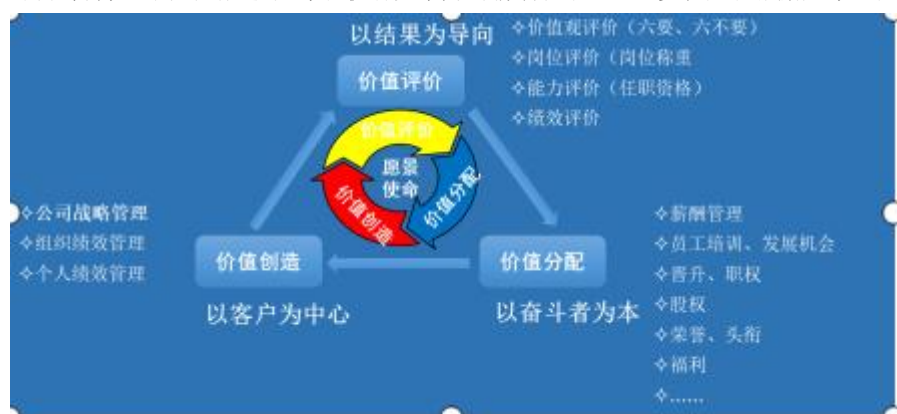 以结果为导向
价值评价
✧价值观评价（六要、六不要）
✧岗位评价（岗位称重
✧能力评价（任职资格）
✧绩效评价
价值评价
愿景
使命
价值创造
价值分配
✧公司战略管理
✧组织绩效管理
✧个人绩效管理
价值创造
以客户为中心
价值分配
以奋斗者为本
✧薪酬管理
✧员工培训、发展机会
✧晋升、职权
✧股权
✧荣誉、头衔
✧福利
✧……